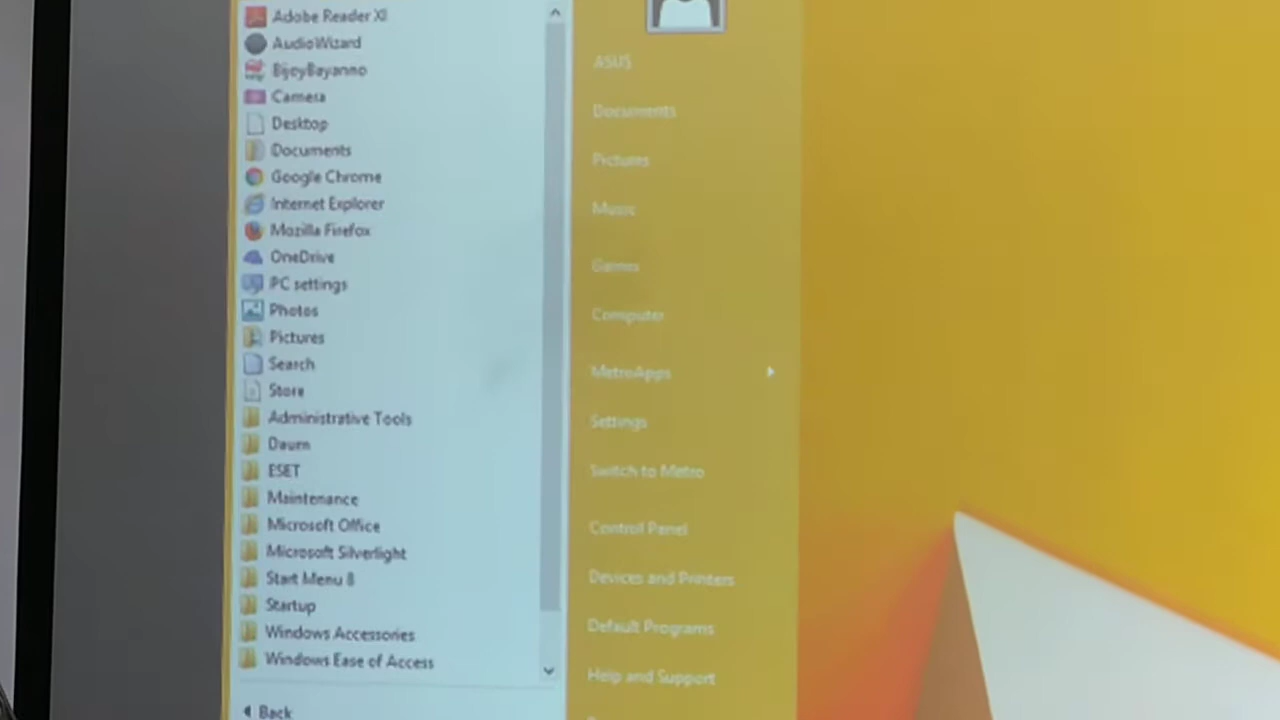 Adobe Reader XI
AudioWizard
BijoyBayanno
Camera
Desktop
Documents
Google Chrome
Internet Explorer
Mozilla Firefox
OneDrive
PC settings
Photos
Pictures
Search
Store
Administrative Tools
Daum
ESET
Maintenance
Microsoft Office
Microsoft Silverlight
Start Menu 8
Startup
Windows Accessories
Windows Ease of Access
Back
ASUS
Documents
Pictures
Music
Games
Computer
MetroApps
Settings
Switch to Metro
Control Panel
Devices and Printers
Default Programs
Help and Support